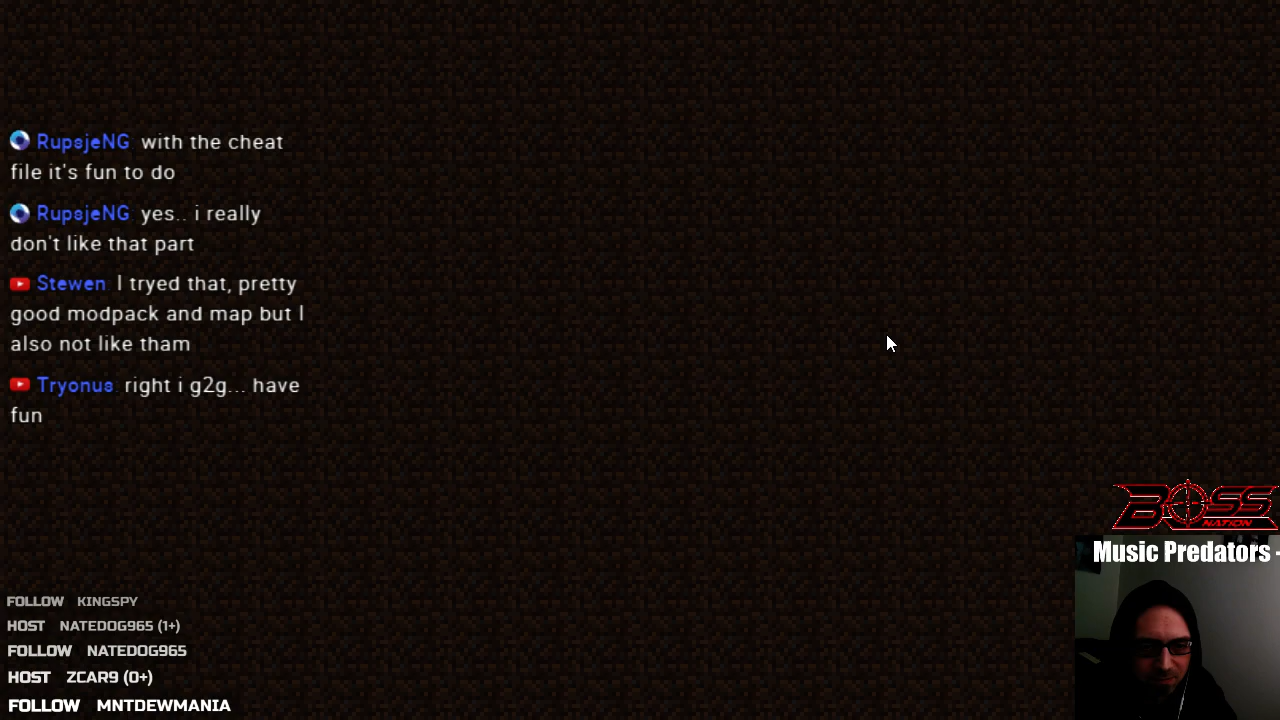 RupsjeNG with the cheat
file it's fun to do
RupsjeNG yes.. i really
don't like that part
Stewen I tryed that, pretty
good modpack and map but I
also not like tham
Tryonus right i g2g... have
fun
BOSS
NATION
Music Predators -
FOLLOW KINGSPY
HOST NATEDOG965 (1+)
FOLLOW NATEDOG965
HOST ZCAR9 (0+)
FOLLOW MNTDEWMANIA